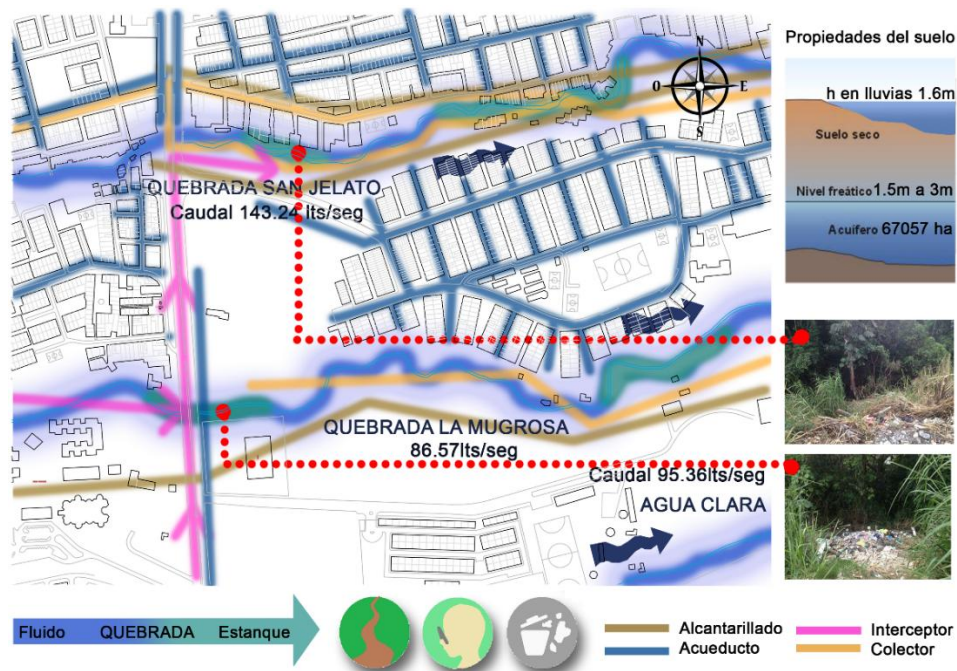 Propiedades del suelo
N
O
E
S
h en lluvias 1.6m
Suelo seco
Nivel freático 1.5m a 3m
Acuífero 67057 ha
QUEBRADA SAN JELATO
Caudal 143.24 lts/seg
QUEBRADA LA MUGROSA
86.57lts/seg
Caudal 95.36lts/seg
AGUA CLARA
Fluido QUEBRADA Estanque
Alcantarillado
Acueducto
Interceptor
Colector